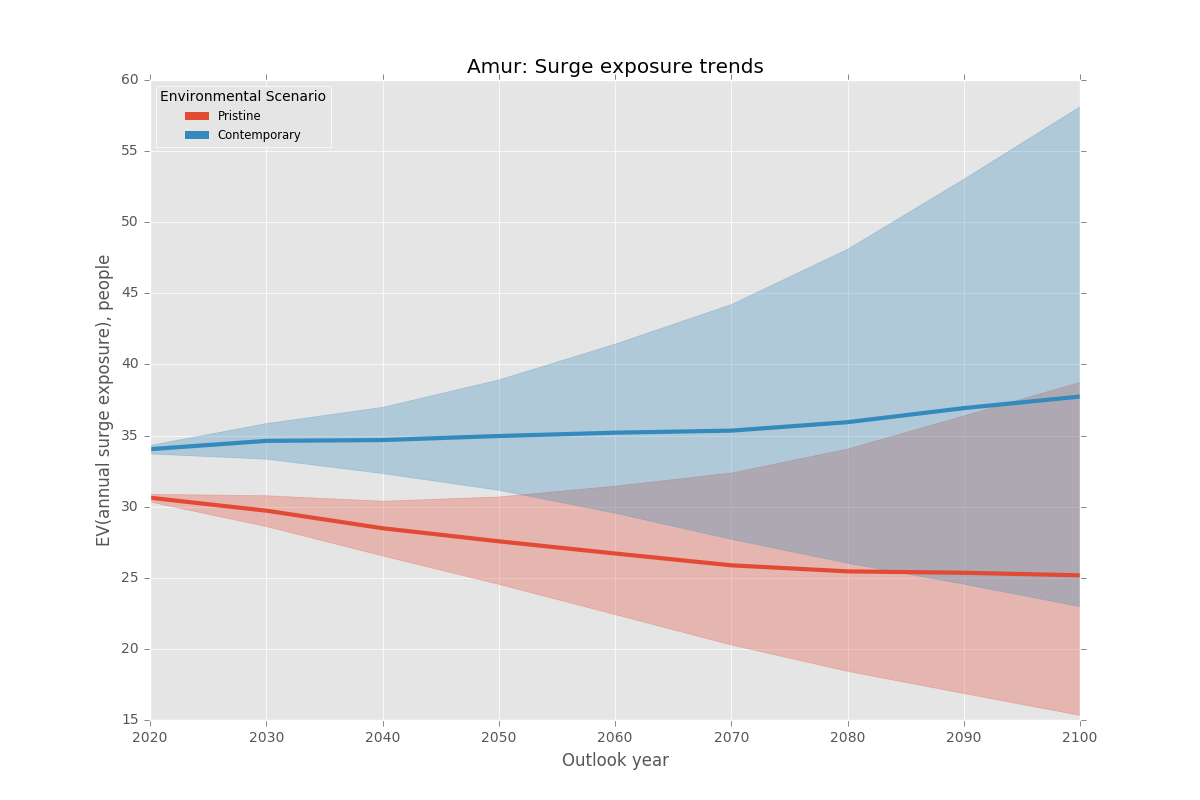 Amur: Surge exposure trends
Environmental Scenario
Pristine
Contemporary
EV(annual surge exposure), people
60
55
50
45
40
35
30
25
20
15
2020 2030 2040 2050 2060 2070 2080 2090 2100
Outlook year